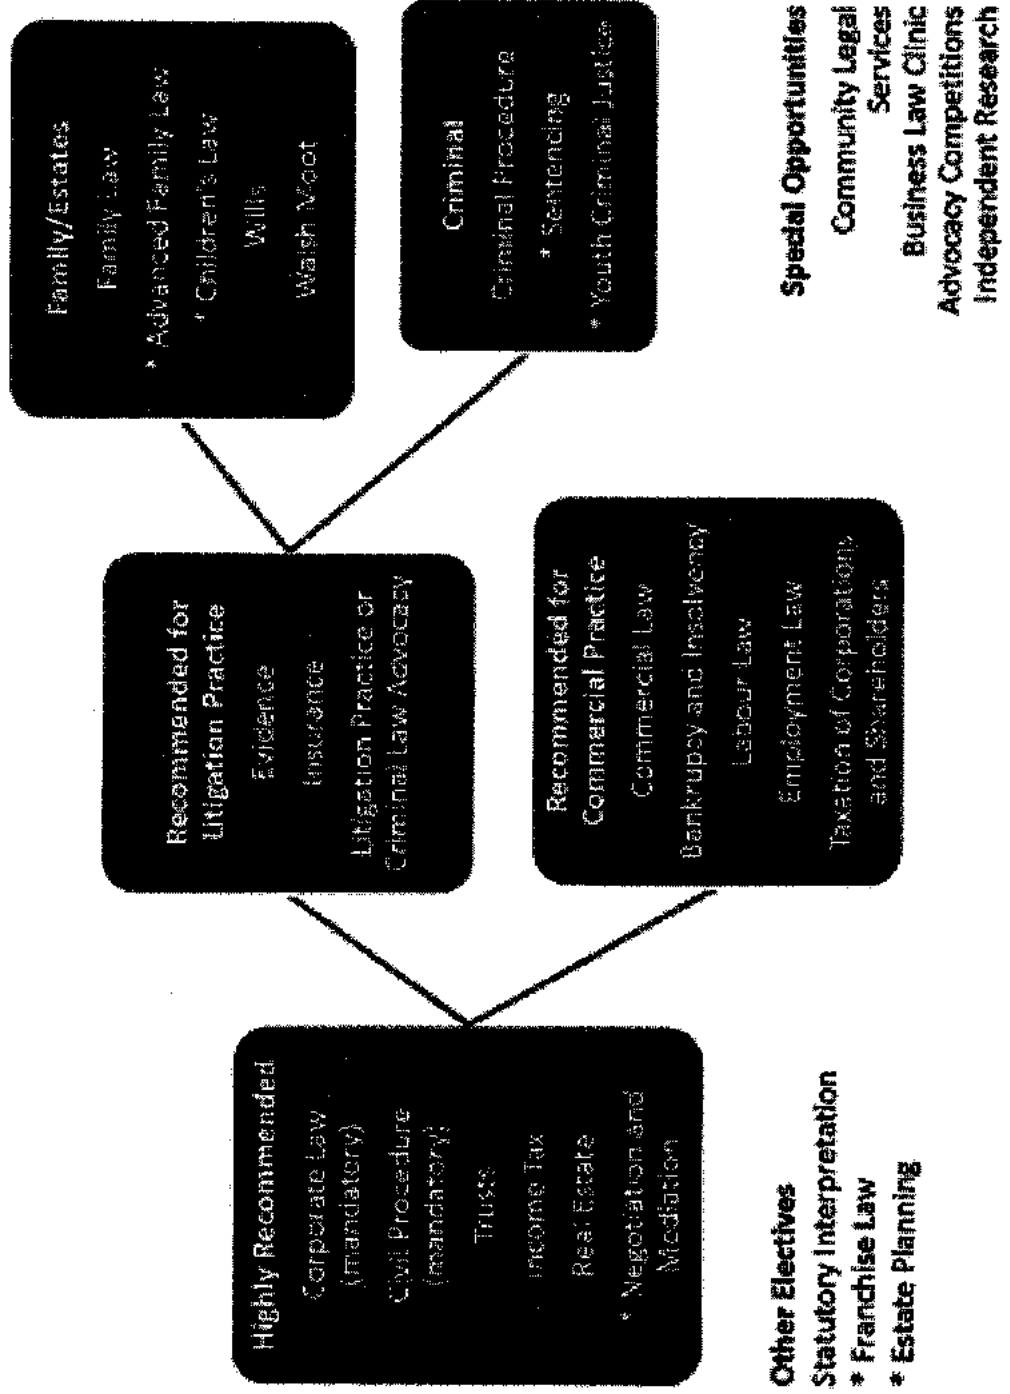 Highly Recommended
Corporate Law
(mandatory)
Civil Procedure
(mandatory)
Trusts
Income Tax
Real Estate
* Negotiation and
Mediation
Recommended for
Litigation Practice
Evidence
Insurance
Litigation Practice or
Criminal Law Advocacy
Recommended for
Commercial Practice
Commercial Law
Bankrupcy and Insolvency
Labour Law
Employment Law
Taxation of Corporations
and Shareholders
Family/Estates
Family Law
* Advanced Family Law
* Children's Law
Wills
Walsh Moot
Criminal
Criminal Procedure
* Sentencing
* Youth Criminal Justice
Other Electives
Statutory Interpretation
* Franchise Law
* Estate Planning
Special Opportunities
Community Legal
Services
Business Law Clinic
Advocacy Competitions
Independent Research